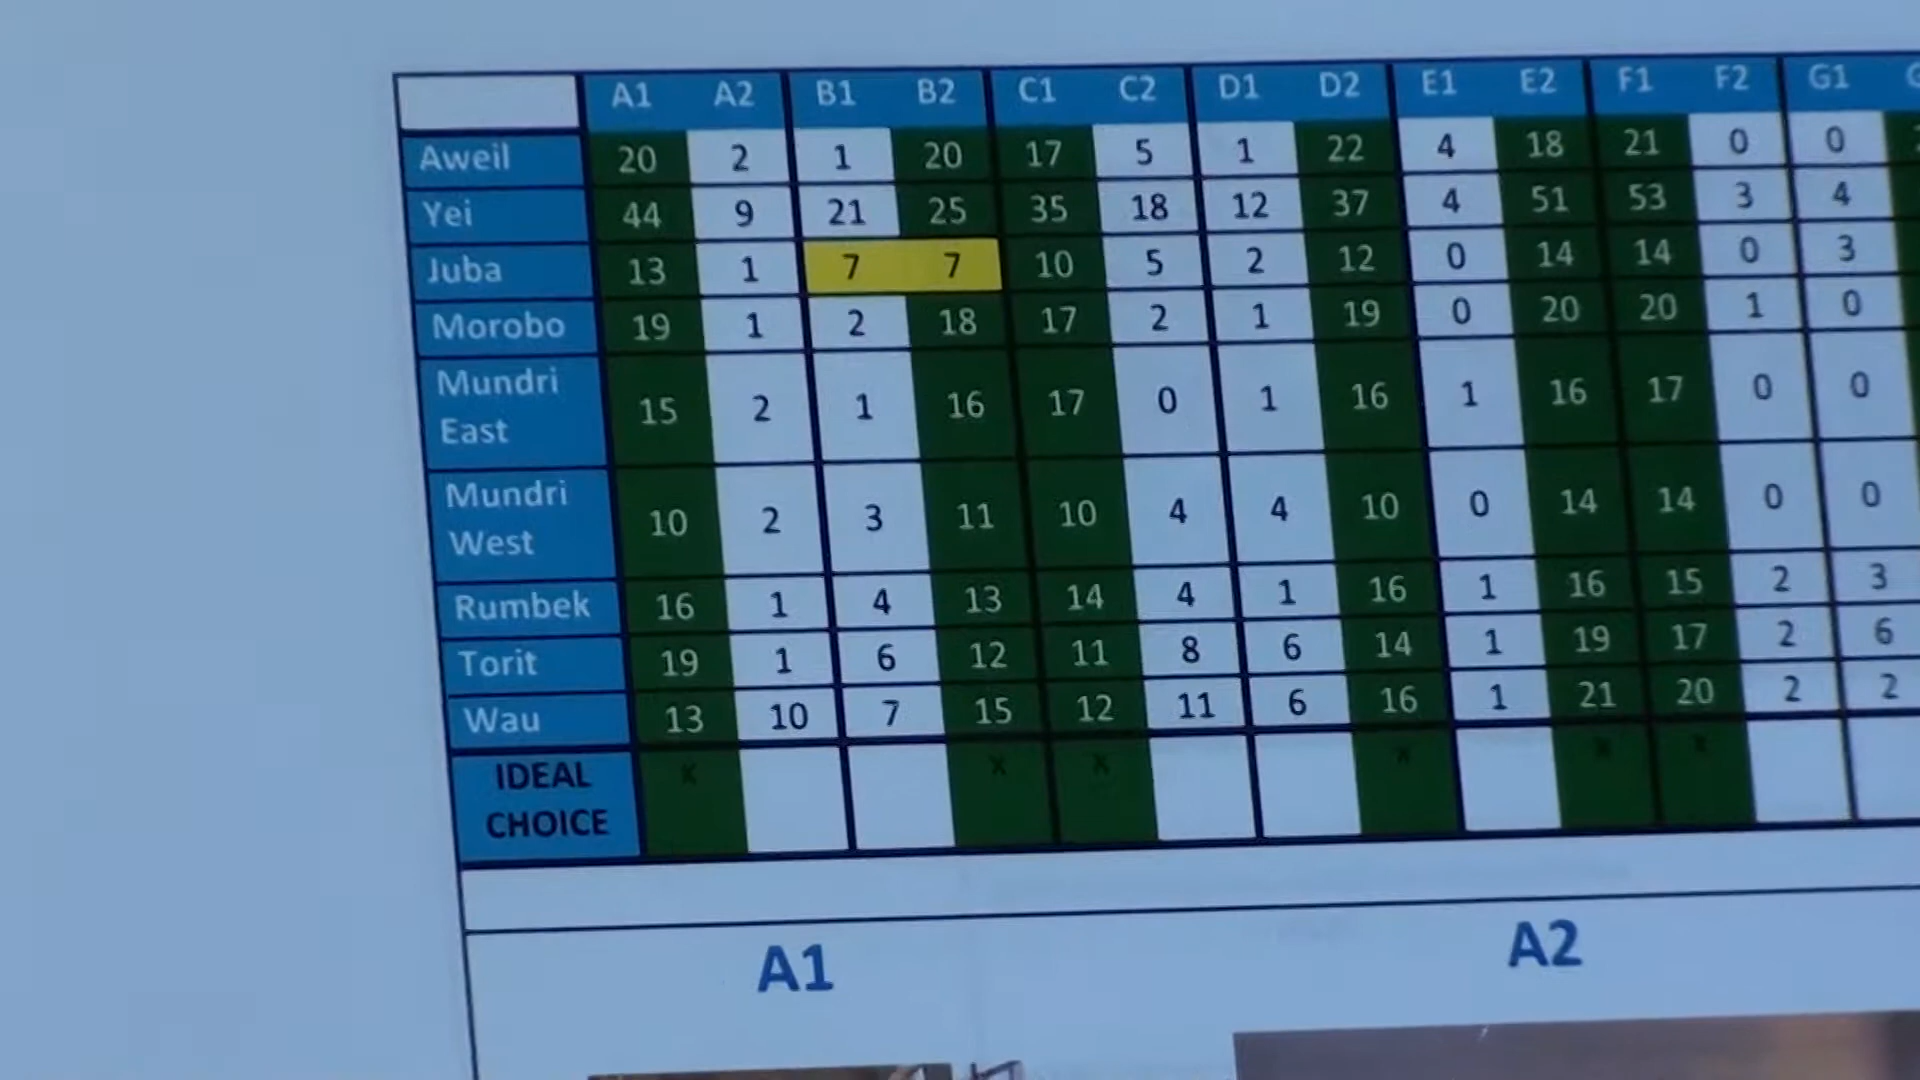 A1 A2 B1 B2 C1 C2 D1 D2 E1 E2 F1 F2 G1
Aweil 20 2 1 20 17 5 1 22 4 18 21 0 0
Yei 44 9 21 25 35 18 12 37 4 51 53 3 4
Juba 13 1 7 7 10 5 2 12 0 14 14 0 3
Morobo 19 1 2 18 17 2 1 19 0 20 20 1 0
Mundri
East 15 2 1 16 17 0 1 16 1 16 17 0 0
Mundri
West 10 2 3 11 10 4 4 10 0 14 14 0 0
Rumbek 16 1 4 13 14 4 1 16 1 16 15 2 3
Torit 19 1 6 12 11 8 6 14 1 19 17 2 6
Wau 13 10 7 15 12 11 6 16 1 21 20 2 2
IDEAL x x x x x x
CHOICE
A1 A2